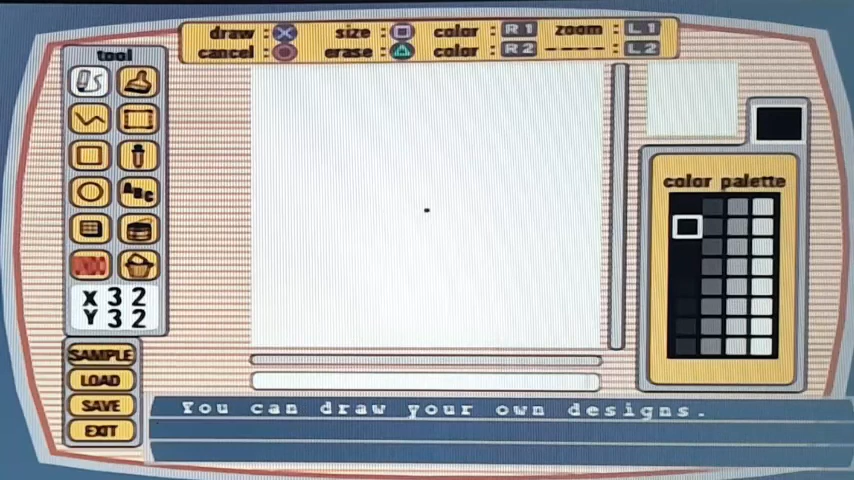 draw : size : color : R1 zoom : L1
cancel : erase : color : R2 ---- : L2
tool
ABC
X 32
Y 32
SAMPLE
LOAD
SAVE
EXIT
color palette
You can draw your own designs.